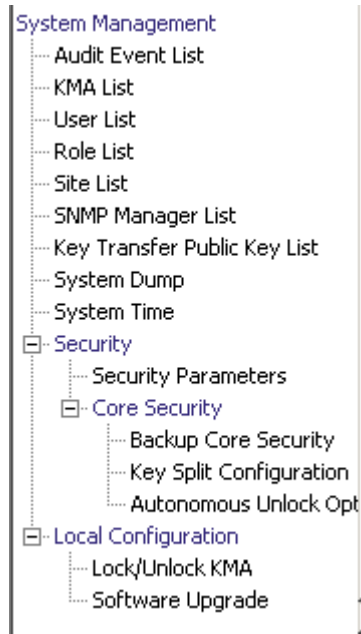 System Management
Audit Event List
KMA List
User List
Role List
Site List
SNMP Manager List
Key Transfer Public Key List
System Dump
System Time
Security
Security Parameters
Core Security
Backup Core Security
Key Split Configuration
Autonomous Unlock Opt
Local Configuration
Lock/Unlock KMA
Software Upgrade